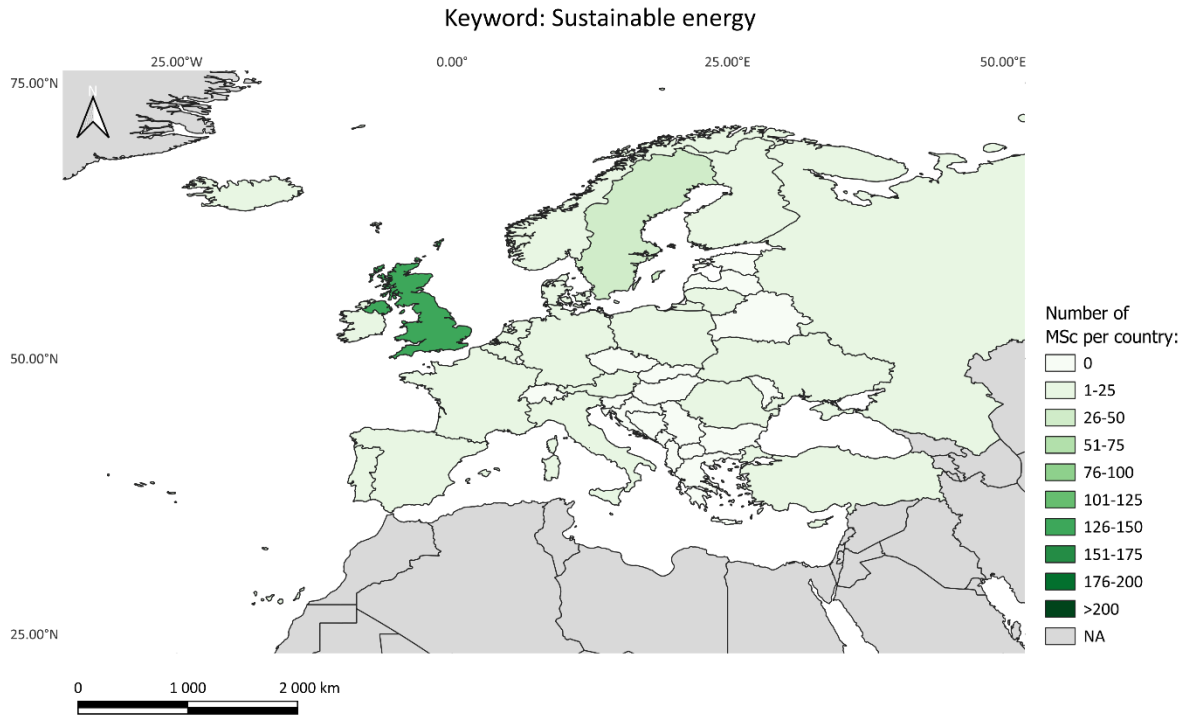 Keyword: Sustainable energy
25.00°W 0.00° 25.00°E 50.00°E
75.00°N
N
50.00°N
25.00°N
Number of
MSc per country:
0
1-25
26-50
51-75
76-100
101-125
126-150
151-175
176-200
>200
NA
0 1 000 2 000 km